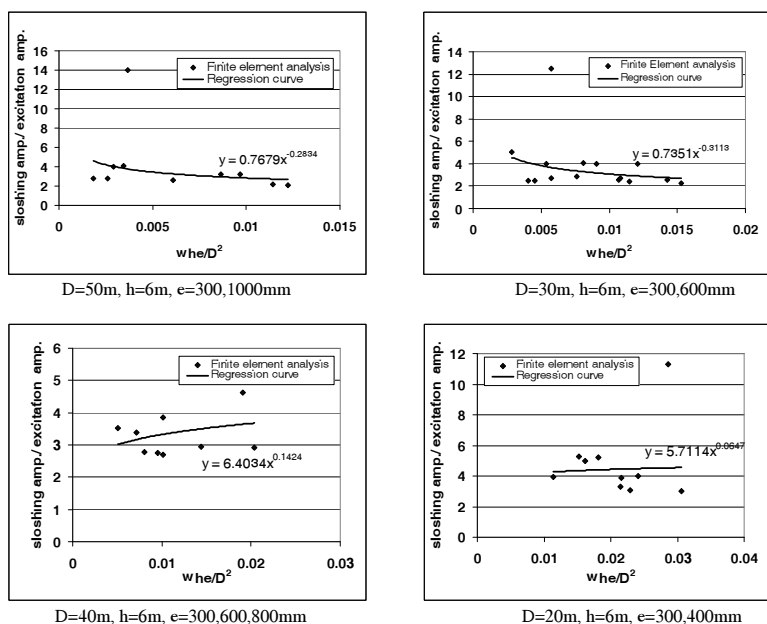 sloshing amp./ excitation amp.
16
14
12
10
8
6
4
2
0
Finite element analysis
Regression curve
y = 0.7679x^-0.2834
0 0.005 0.01 0.015
whe/D²
D=50m, h=6m, e=300,1000mm
sloshing amp./ excitation amp.
14
12
10
8
6
4
2
0
Finite Element avnalysis
Regression curve
y = 0.7351x^-0.3113
0 0.005 0.01 0.015 0.02
whe/D²
D=30m, h=6m, e=300,600mm
sloshing amp./ excitation amp.
6
5
4
3
2
1
0
Finite element analysis
Regression curve
y = 6.4034x^0.1424
0 0.01 0.02 0.03
whe/D²
D=40m, h=6m, e=300,600,800mm
sloshing amp./ excitation amp.
12
10
8
6
4
2
0
Finite element analysis
Regression curve
y = 5.7114x^0.0647
0 0.01 0.02 0.03 0.04
whe/D²
D=20m, h=6m, e=300,400mm